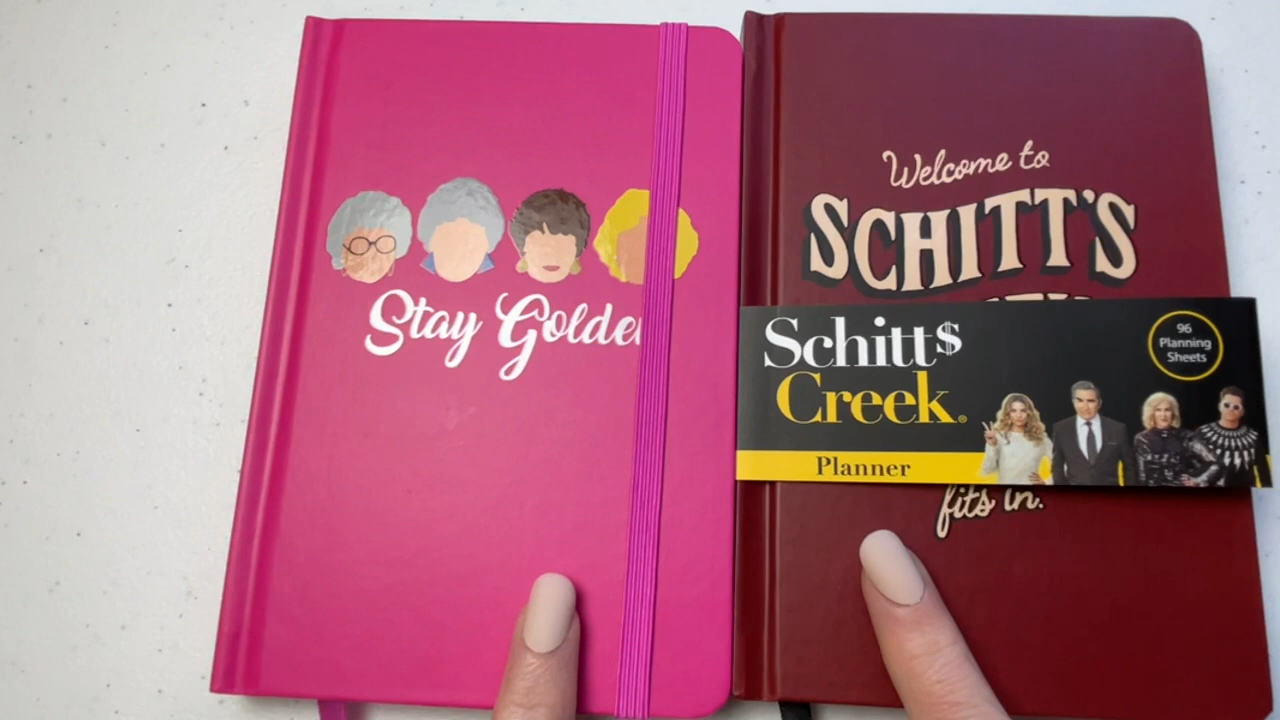 Stay Golden
Welcome to
SCHITT'S
Schitt$
Creek®
Planner
96
Planning
Sheets
fits in.